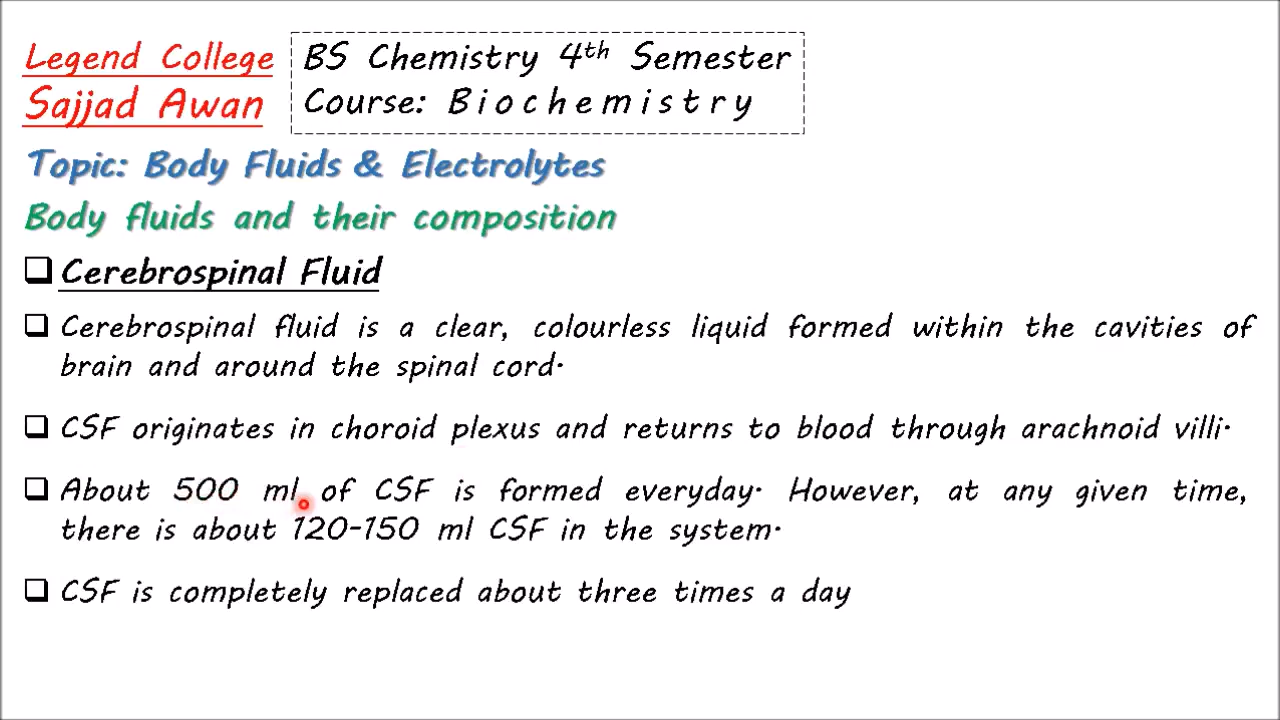 Legend College
Sajjad Awan
BS Chemistry 4th Semester
Course: Biochemistry
Topic: Body Fluids & Electrolytes
Body fluids and their composition
Cerebrospinal Fluid
Cerebrospinal fluid is a clear, colourless liquid formed within the cavities of
brain and around the spinal cord.
CSF originates in choroid plexus and returns to blood through arachnoid villi.
About 500 ml of CSF is formed everyday. However, at any given time,
there is about 120-150 ml CSF in the system.
CSF is completely replaced about three times a day